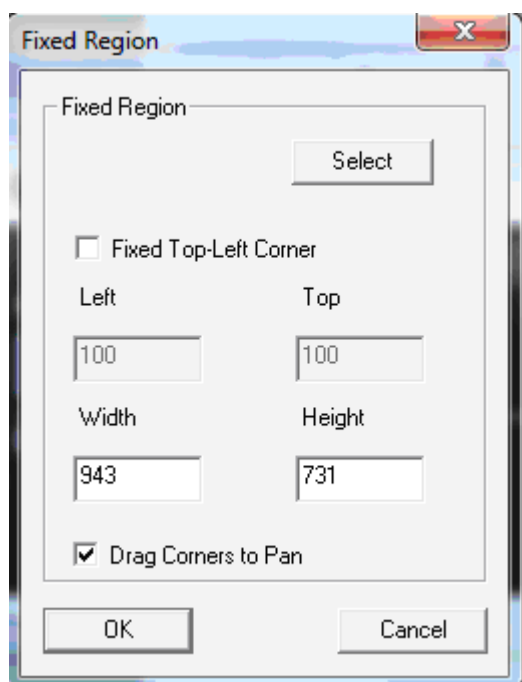 Fixed Region
Fixed Region
Select
Fixed Top-Left Corner
Left Top
100 100
Width Height
943 731
Drag Corners to Pan
OK Cancel